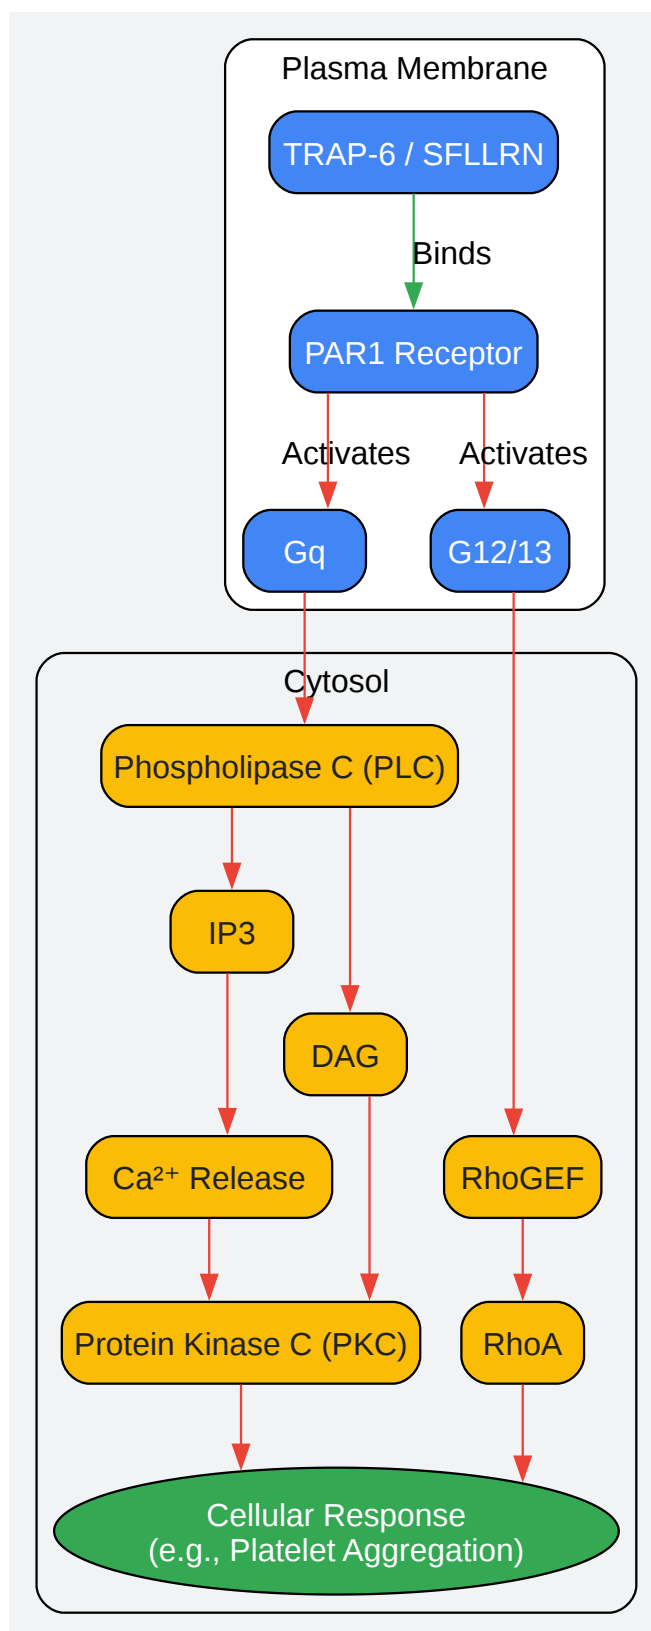 Plasma Membrane
TRAP-6 / SFLLRN
Binds
PAR1 Receptor
Activates
Activates
Gq
G12/13
Cytosol
Phospholipase C (PLC)
IP3
DAG
Ca²⁺ Release
RhoGEF
Protein Kinase C (PKC)
RhoA
Cellular Response
(e.g., Platelet Aggregation)